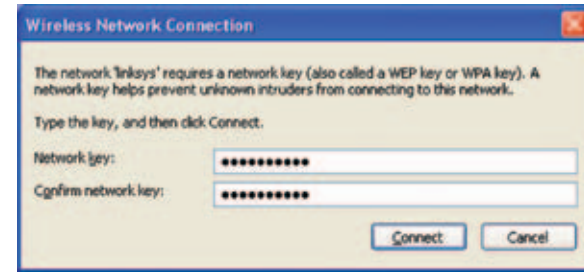 Wireless Network Connection
The network 'linksys' requires a network key (also called a WEP key or WPA key). A
network key helps prevent unknown intruders from connecting to this network.
Type the key, and then click Connect.
Network key: ••••••••••
Confirm network key: ••••••••••
Connect Cancel